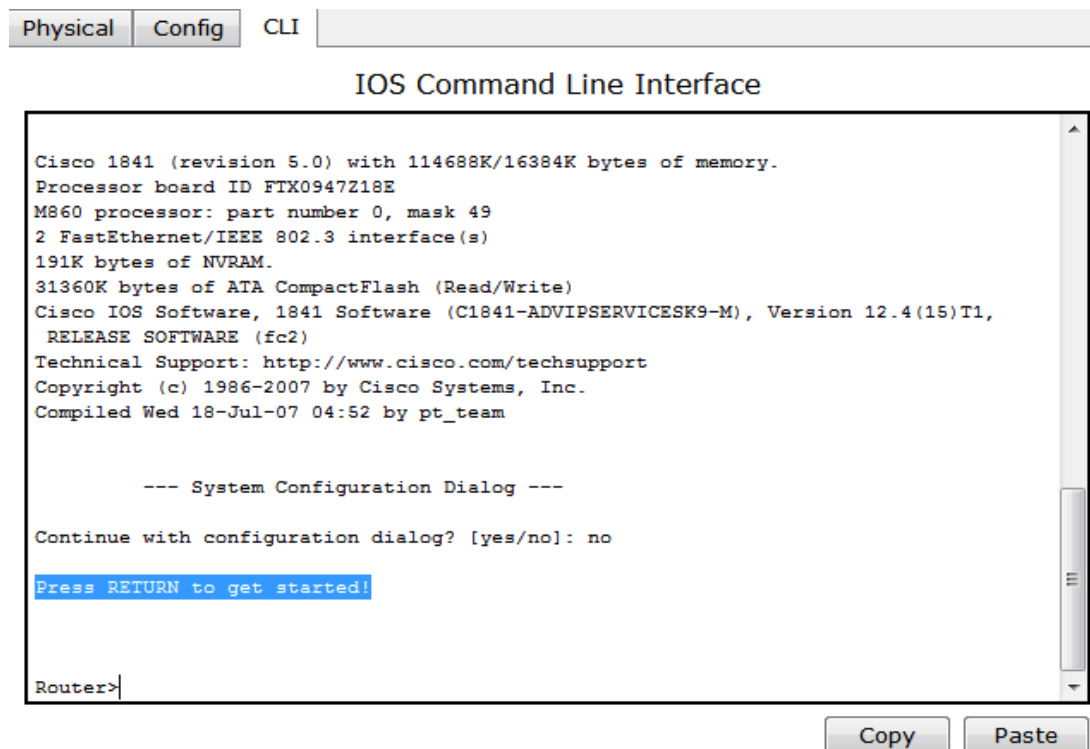 Physical Config CLI
IOS Command Line Interface
Cisco 1841 (revision 5.0) with 114688K/16384K bytes of memory.
Processor board ID FTX0947Z18E
M860 processor: part number 0, mask 49
2 FastEthernet/IEEE 802.3 interface(s)
191K bytes of NVRAM.
31360K bytes of ATA CompactFlash (Read/Write)
Cisco IOS Software, 1841 Software (C1841-ADVIPSERVICESK9-M), Version 12.4(15)T1,
RELEASE SOFTWARE (fc2)
Technical Support: http://www.cisco.com/techsupport
Copyright (c) 1986-2007 by Cisco Systems, Inc.
Compiled Wed 18-Jul-07 04:52 by pt_team
--- System Configuration Dialog ---
Continue with configuration dialog? [yes/no]: no
Press RETURN to get started!
Router>
Copy Paste